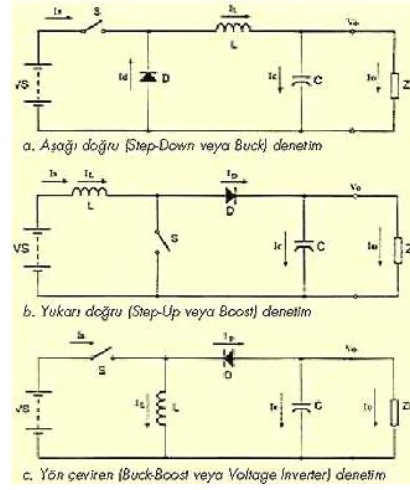 Is S IL L Vo
VS Id D Ic C Io Z
a. Aşağı doğru (Step-Down veya Buck) denetim
Is IL L ID D Vo
VS S Ic C Io Z
b. Yukarı doğru (Step-Up veya Boost) denetim
Is S ID D Vo
VS IL L Ic C Io Z
c. Yön çeviren (Buck-Boost veya Voltage Inverter) denetim